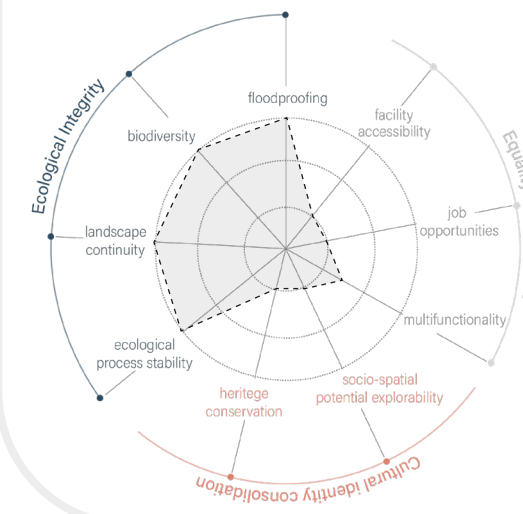 Ecological Integrity
floodproofing
biodiversity
facility
accessibility
landscape
continuity
job
opportunities
multifunctionality
ecological
process stability
heritege
conservation
socio-spatial
potential explorability
Cultural identity consolidation